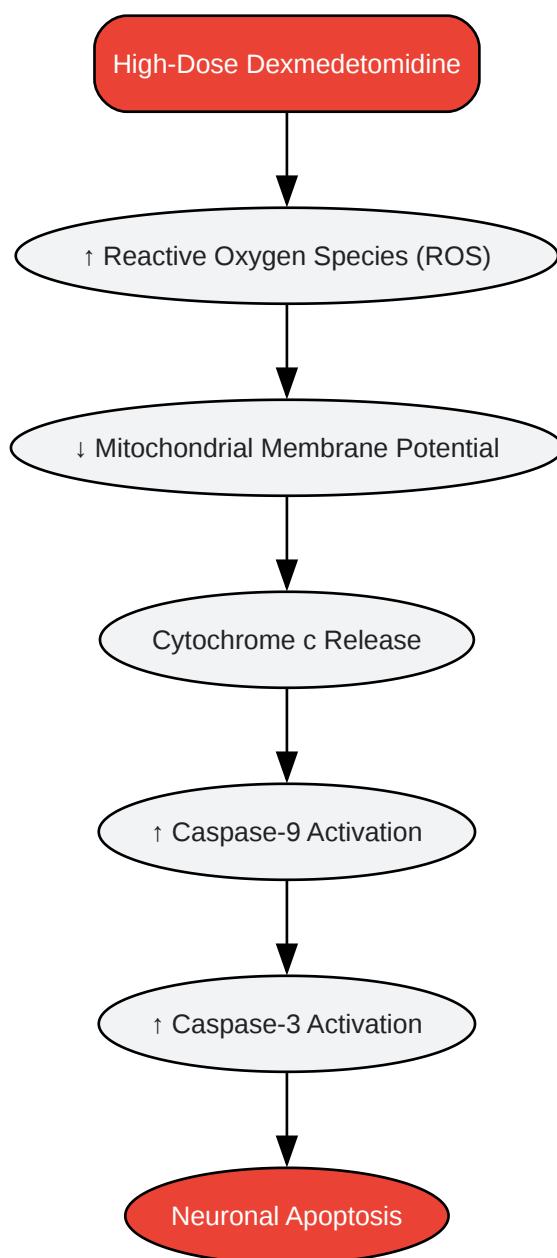 High-Dose Dexmedetomidine
↑ Reactive Oxygen Species (ROS)
↓ Mitochondrial Membrane Potential
Cytochrome c Release
↑ Caspase-9 Activation
↑ Caspase-3 Activation
Neuronal Apoptosis